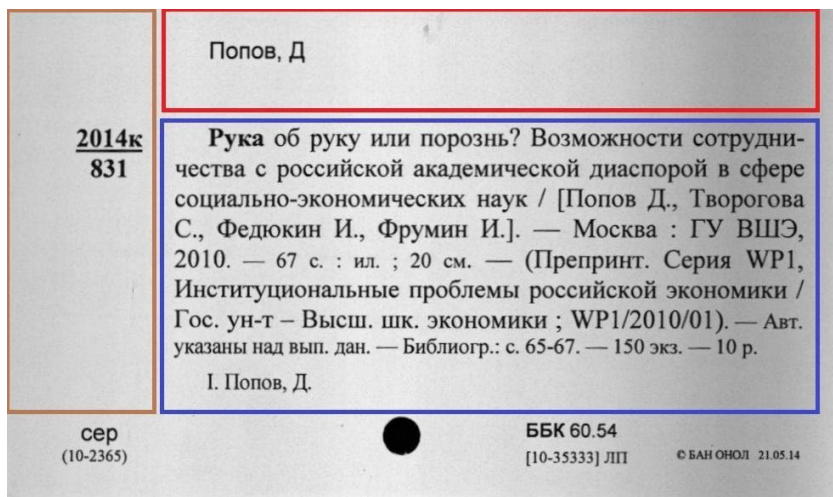 Попов, Д
2014к
831
Рука об руку или порознь? Возможности сотрудни-
чества с российской академической диаспорой в сфере
социально-экономических наук / [Попов Д., Творогова
С., Федюкин И., Фрумин И.]. — Москва : ГУ ВШЭ,
2010. — 67 с. : ил. ; 20 см. — (Препринт. Серия WP1,
Институциональные проблемы российской экономики /
Гос. ун-т – Высш. шк. экономики ; WP1/2010/01). — Авт.
указаны над вып. дан. — Библиогр.: с. 65-67. — 150 экз. — 10 р.
I. Попов, Д.
сер
(10-2365)
ББК 60.54
[10-35333] ЛП
© БАН ОНОЛ 21.05.14